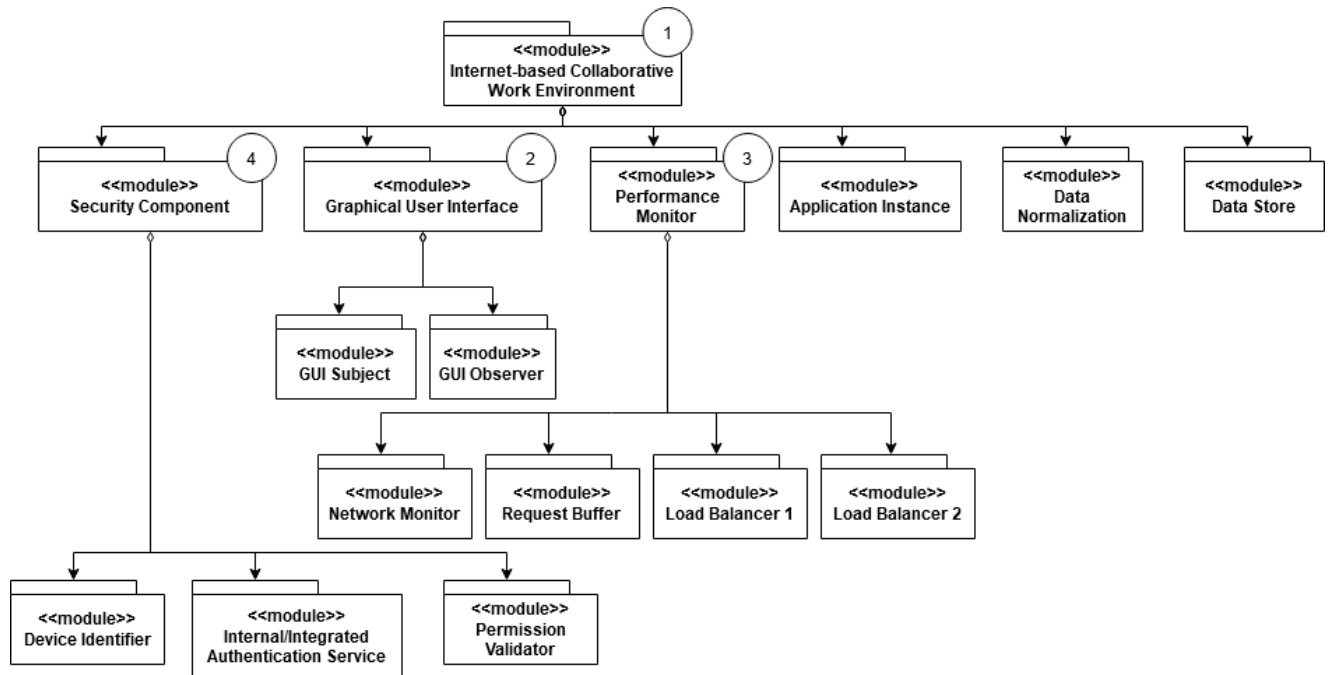 1
<<module>>
Internet-based Collaborative
Work Environment
4
<<module>>
Security Component
2
<<module>>
Graphical User Interface
3
<<module>>
Performance
Monitor
<<module>>
Application Instance
<<module>>
Data
Normalization
<<module>>
Data Store
<<module>>
GUI Subject
<<module>>
GUI Observer
<<module>>
Network Monitor
<<module>>
Request Buffer
<<module>>
Load Balancer 1
<<module>>
Load Balancer 2
<<module>>
Device Identifier
<<module>>
Internal/Integrated
Authentication Service
<<module>>
Permission
Validator